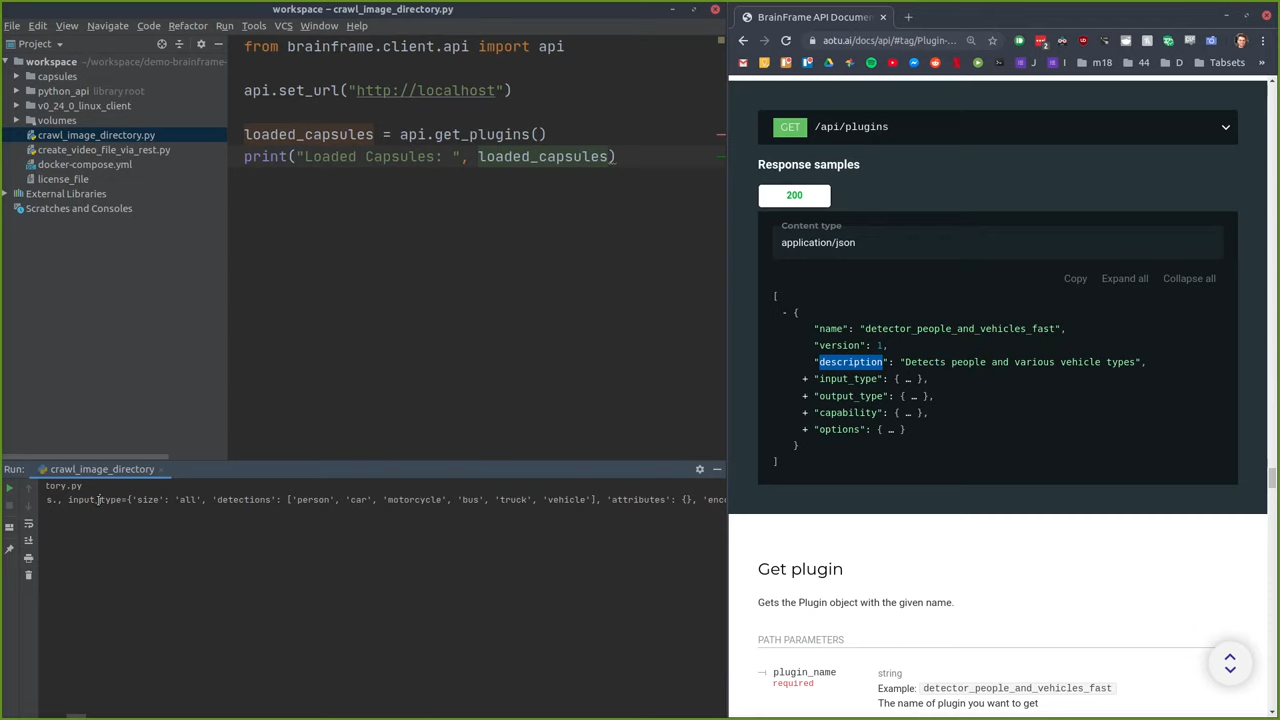 workspace – crawl_image_directory.py
File Edit View Navigate Code Refactor Run Tools VCS Window Help
Project
workspace ~/workspace/demo-brainframe-
capsules
python_api library root
v0_24_0_linux_client
volumes
crawl_image_directory.py
create_video_file_via_rest.py
docker-compose.yml
license_file
External Libraries
Scratches and Consoles
from brainframe.client.api import api
api.set_url("http://localhost")
loaded_capsules = api.get_plugins()
print("Loaded Capsules: ", loaded_capsules)
Run: crawl_image_directory
tory.py
s., input_type={'size': 'all', 'detections': ['person', 'car', 'motorcycle', 'bus', 'truck', 'vehicle'], 'attributes': {}, 'enco
BrainFrame API Documen
aotu.ai/docs/api/#tag/Plugin-...
J I m18 44 D Tabsets
GET /api/plugins
Response samples
200
Content type
application/json
Copy Expand all Collapse all
[
- {
"name": "detector_people_and_vehicles_fast",
"version": 1,
"description": "Detects people and various vehicle types",
+ "input_type": { … },
+ "output_type": { … },
+ "capability": { … },
+ "options": { … }
}
]
Get plugin
Gets the Plugin object with the given name.
PATH PARAMETERS
plugin_name string
required
Example: detector_people_and_vehicles_fast
The name of plugin you want to get